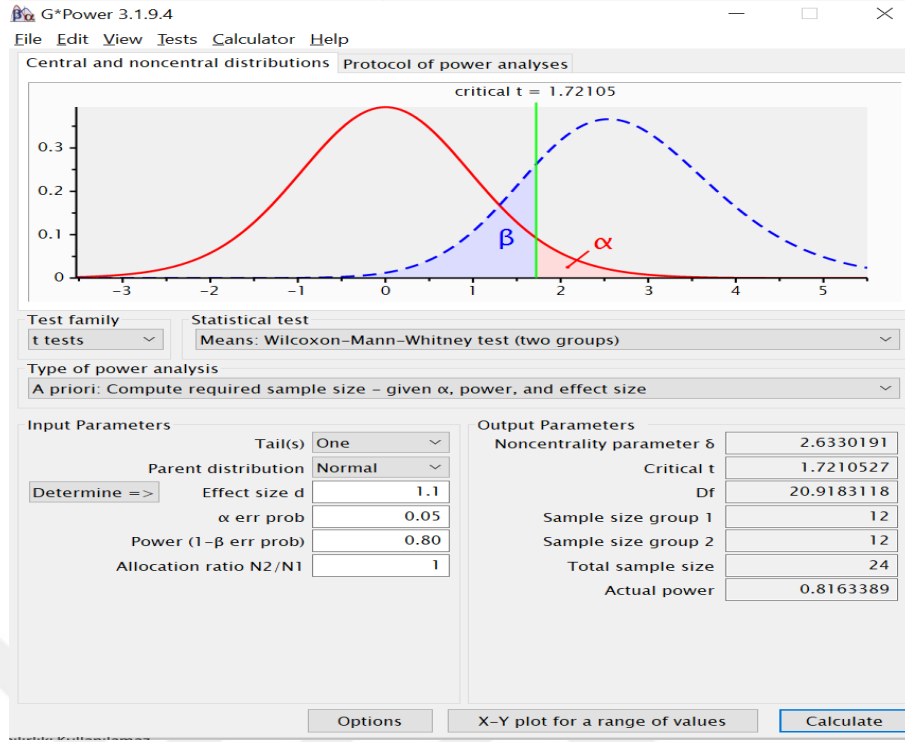 G*Power 3.1.9.4
File Edit View Tests Calculator Help
Central and noncentral distributions Protocol of power analyses
critical t = 1.72105
0.3
0.2
0.1
0
β
α
-3 -2 -1 0 1 2 3 4 5
Test family Statistical test
t tests Means: Wilcoxon-Mann-Whitney test (two groups)
Type of power analysis
A priori: Compute required sample size - given α, power, and effect size
Input Parameters Output Parameters
Tail(s) One Noncentrality parameter δ 2.6330191
Parent distribution Normal Critical t 1.7210527
Determine => Effect size d 1.1 Df 20.9183118
α err prob 0.05 Sample size group 1 12
Power (1-β err prob) 0.80 Sample size group 2 12
Allocation ratio N2/N1 1 Total sample size 24
Actual power 0.8163389
Options X-Y plot for a range of values Calculate